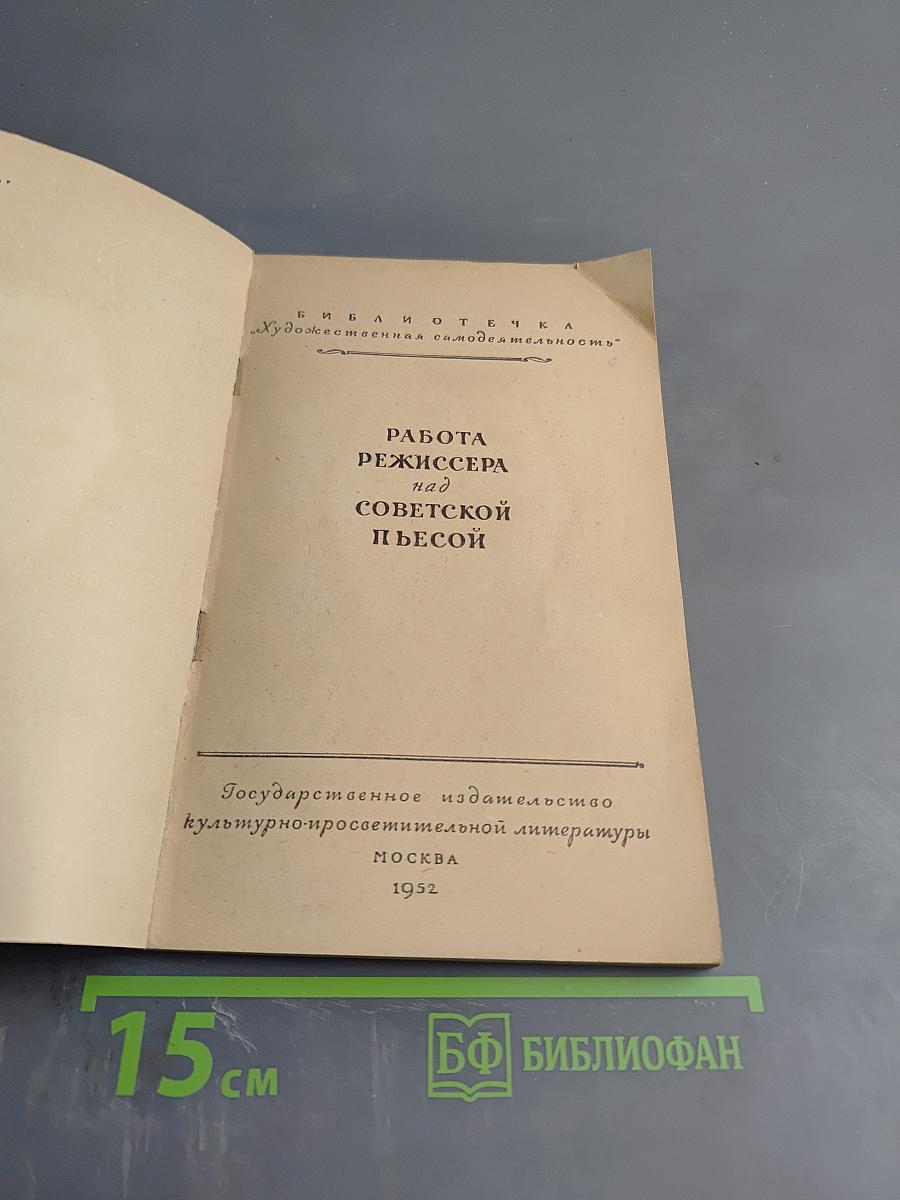 БИБЛИОТЕЧКА
„Художественная самодеятельность“
РАБОТА
РЕЖИССЕРА
над
СОВЕТСКОЙ
ПЬЕСОЙ
Государственное издательство
культурно-просветительной литературы
МОСКВА
1952
15 см
БФ БИБЛИОФАН